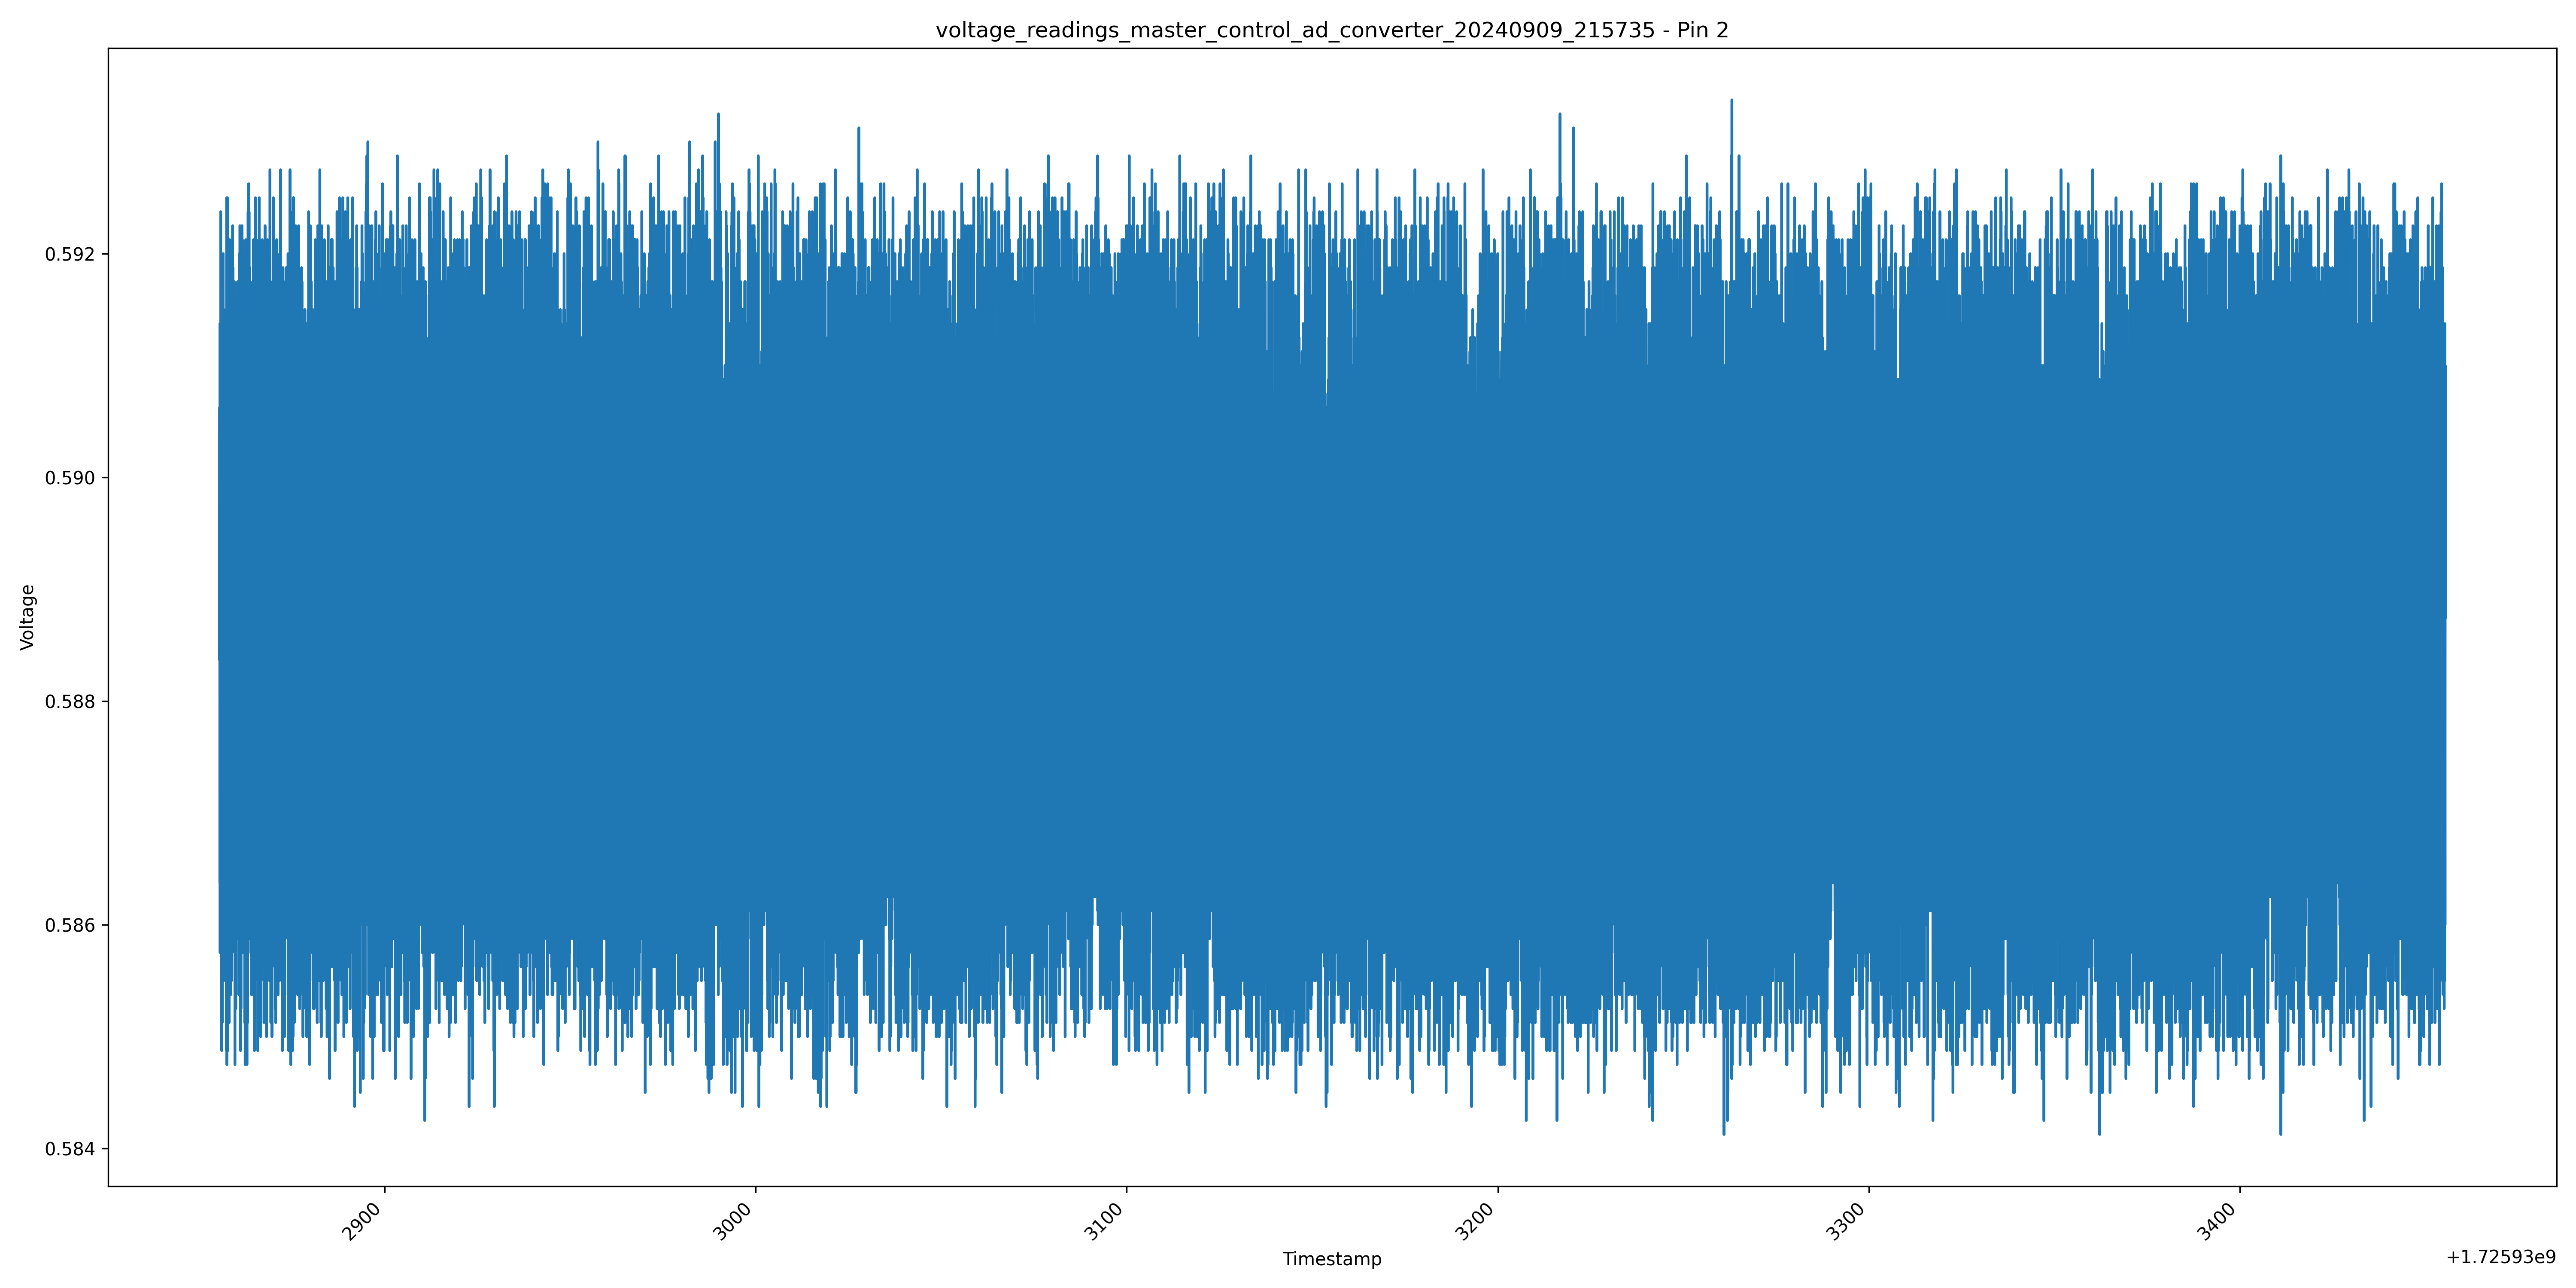 voltage_readings_master_control_ad_converter_20240909_215735 - Pin 2
Voltage
0.592
0.590
0.588
0.586
0.584
2900
3000
3100
3200
3300
3400
Timestamp
+1.72593e9